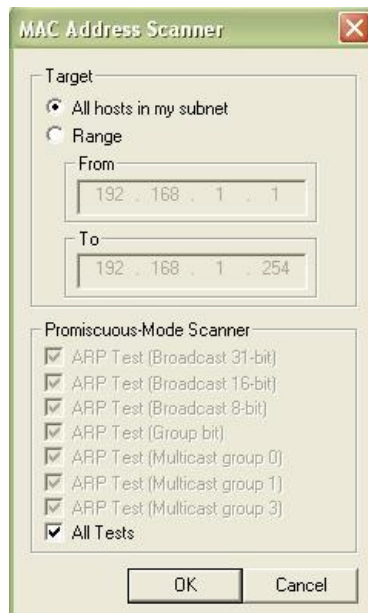 MAC Address Scanner
Target
All hosts in my subnet
Range
From
192 . 168 . 1 . 1
To
192 . 168 . 1 . 254
Promiscuous-Mode Scanner
ARP Test (Broadcast 31-bit)
ARP Test (Broadcast 16-bit)
ARP Test (Broadcast 8-bit)
ARP Test (Group bit)
ARP Test (Multicast group 0)
ARP Test (Multicast group 1)
ARP Test (Multicast group 3)
All Tests
OK Cancel